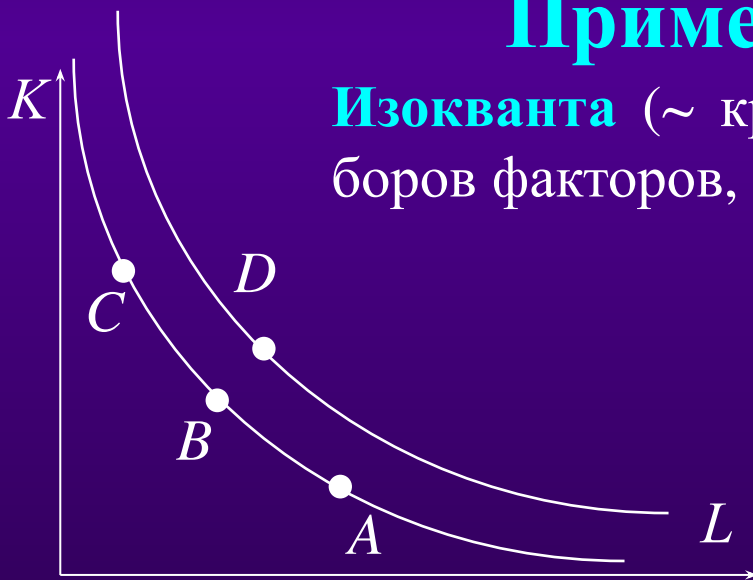 Приме
K
Изокванта (~ кр
боров факторов,
D
C
B
A
L